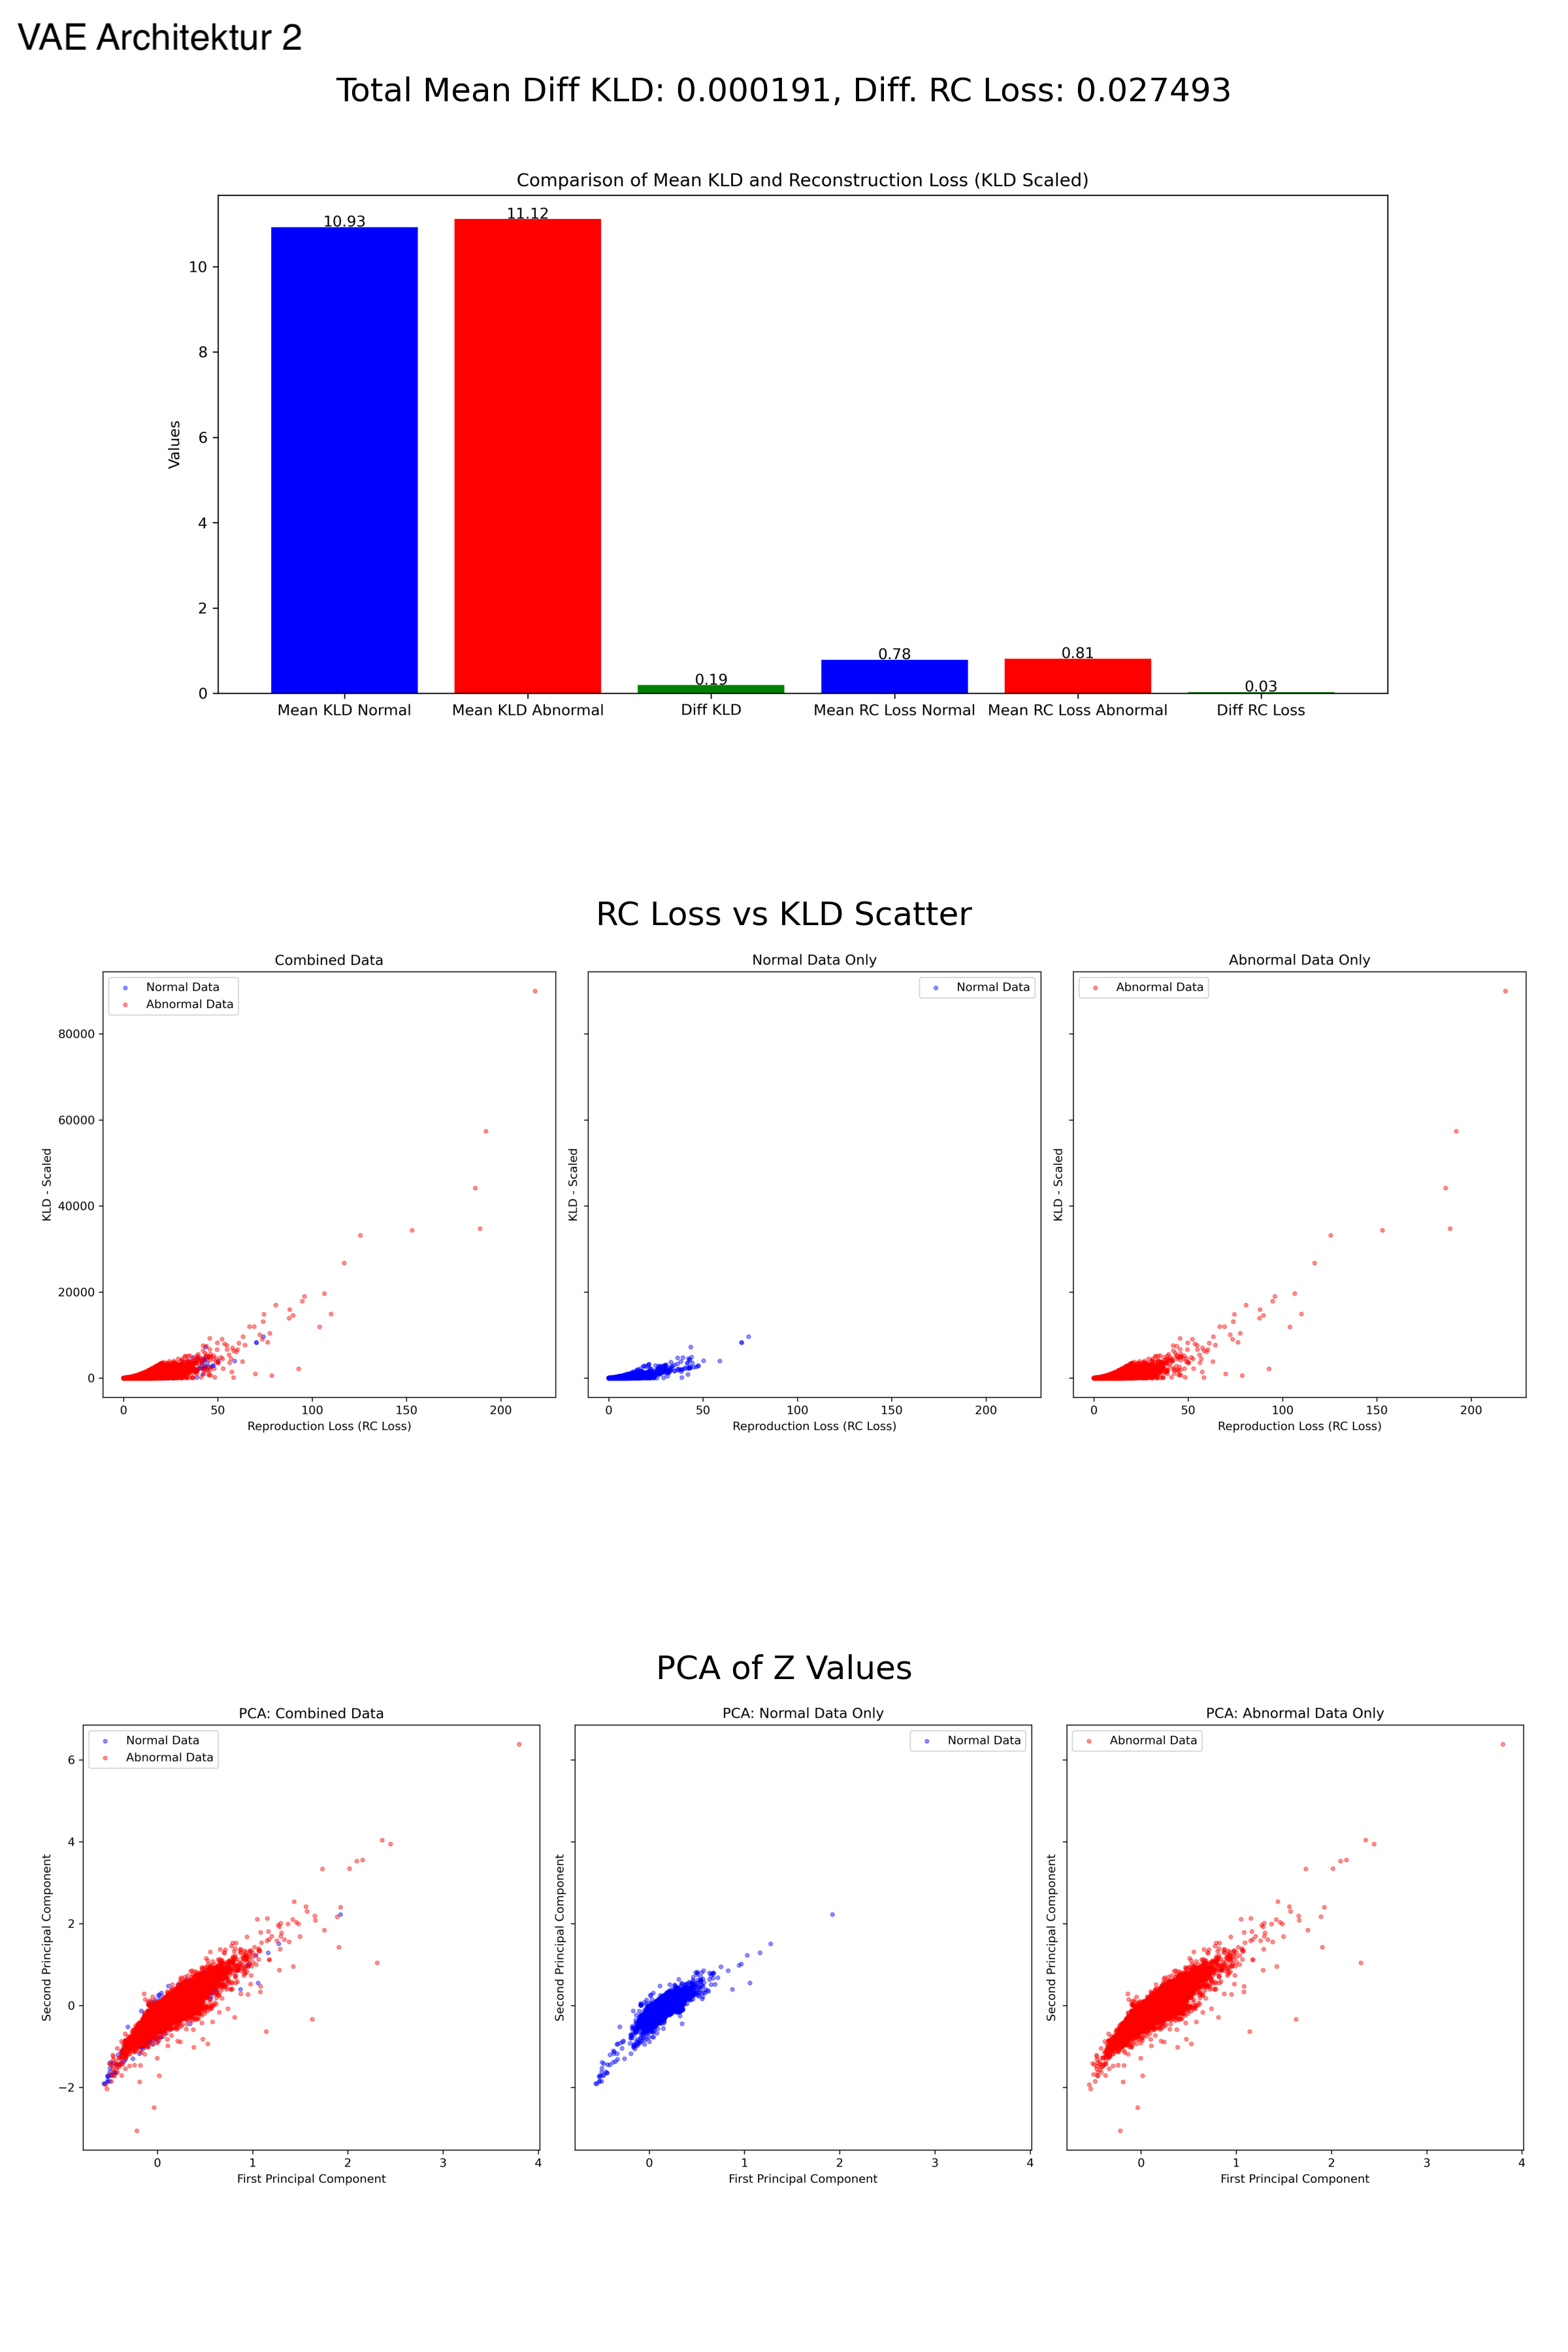 VAE Architektur 2
Total Mean Diff KLD: 0.000191, Diff. RC Loss: 0.027493
Comparison of Mean KLD and Reconstruction Loss (KLD Scaled)
10.93
11.12
0.19
0.78
0.81
0.03
Values
10
8
6
4
2
0
Mean KLD Normal
Mean KLD Abnormal
Diff KLD
Mean RC Loss Normal
Mean RC Loss Abnormal
Diff RC Loss
RC Loss vs KLD Scatter
Combined Data
Normal Data
Abnormal Data
KLD - Scaled
80000
60000
40000
20000
0
0 50 100 150 200
Reproduction Loss (RC Loss)
Normal Data Only
Normal Data
KLD - Scaled
0 50 100 150 200
Reproduction Loss (RC Loss)
Abnormal Data Only
Abnormal Data
KLD - Scaled
0 50 100 150 200
Reproduction Loss (RC Loss)
PCA of Z Values
PCA: Combined Data
Normal Data
Abnormal Data
Second Principal Component
6
4
2
0
−2
0 1 2 3 4
First Principal Component
PCA: Normal Data Only
Normal Data
Second Principal Component
0 1 2 3 4
First Principal Component
PCA: Abnormal Data Only
Abnormal Data
Second Principal Component
0 1 2 3 4
First Principal Component